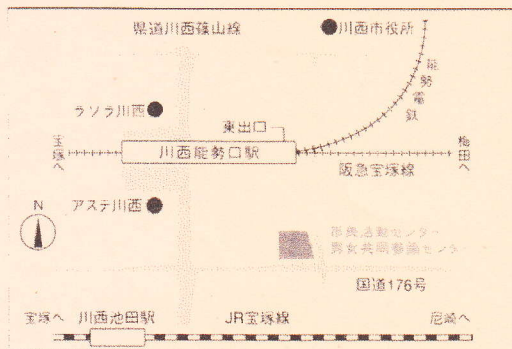 県道川西篠山線
川西市役所
能勢電鉄
ラソラ川西
東出口
宝塚へ
川西能勢口駅
阪急宝塚線
梅田へ
アステ川西
N
国道176号
宝塚へ
川西池田駅
JR宝塚線
尼崎へ